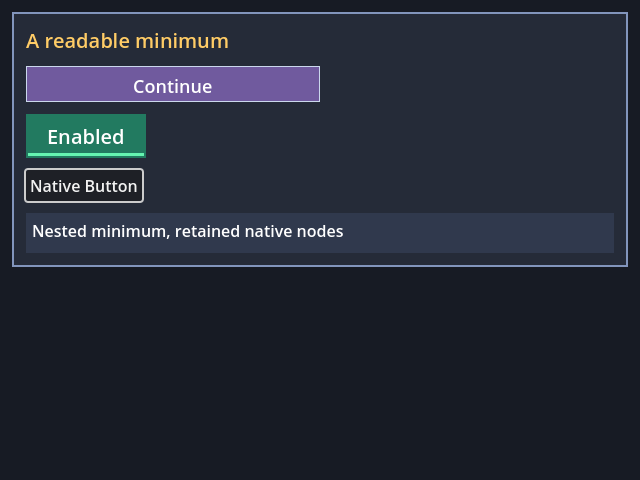 A readable minimum
Continue
Enabled
Native Button
Nested minimum, retained native nodes